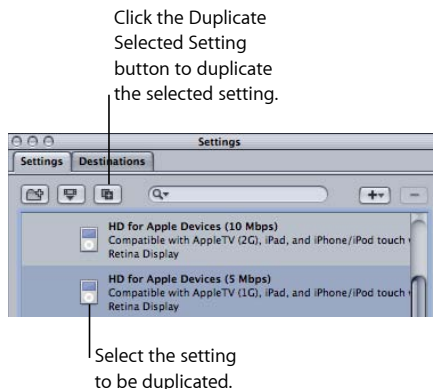 Click the Duplicate
Selected Setting
button to duplicate
the selected setting.
Settings
Settings Destinations
HD for Apple Devices (10 Mbps)
Compatible with AppleTV (2G), iPad, and iPhone/iPod touch
Retina Display
HD for Apple Devices (5 Mbps)
Compatible with AppleTV (1G), iPad, and iPhone/iPod touch
Retina Display
Select the setting
to be duplicated.